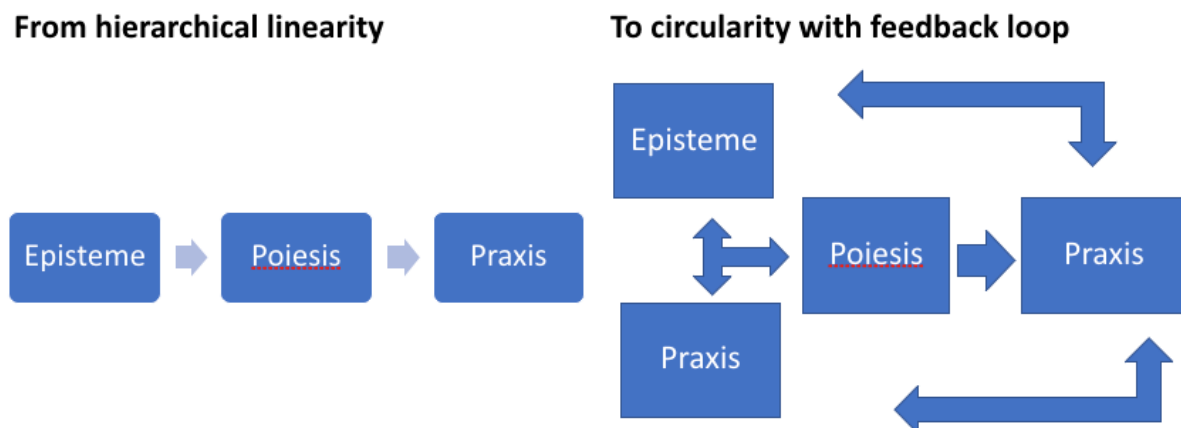 From hierarchical linearity
Episteme
Poiesis
Praxis
To circularity with feedback loop
Episteme
Praxis
Poiesis
Praxis